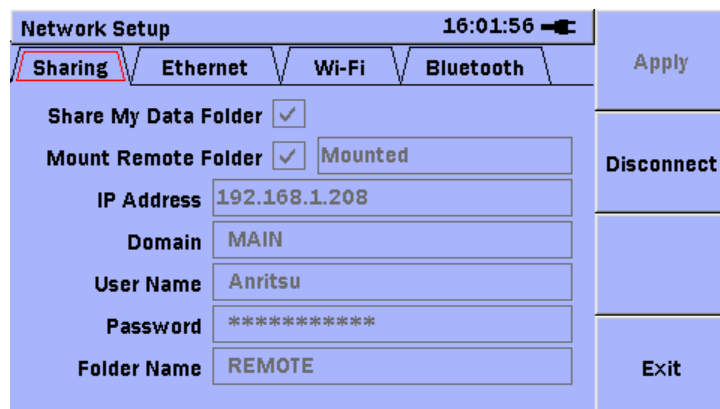 Network Setup 16:01:56
Sharing Ethernet Wi-Fi Bluetooth
Apply
Share My Data Folder
Mount Remote Folder Mounted
Disconnect
IP Address 192.168.1.208
Domain MAIN
User Name Anritsu
Password ***********
Folder Name REMOTE
Exit